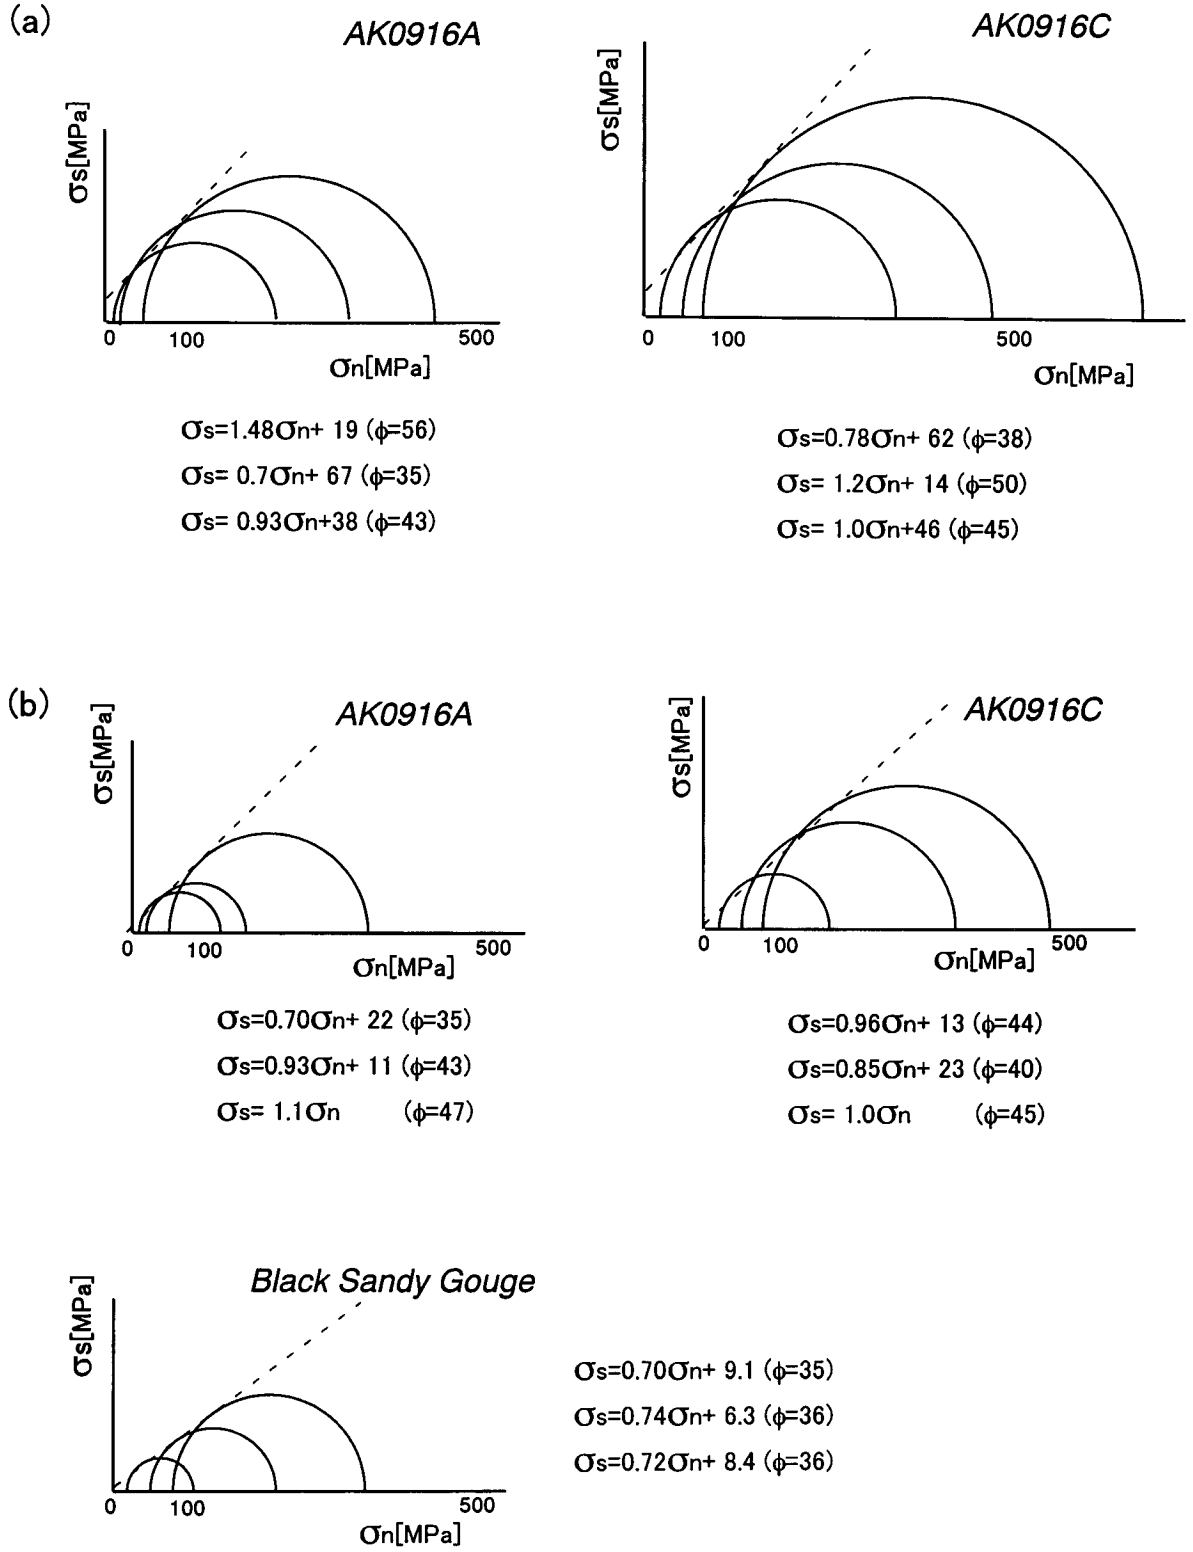 (a)
AK0916A
σs[MPa]
0 100 500
σn[MPa]
σs=1.48σn+ 19 (φ=56)
σs= 0.7σn+ 67 (φ=35)
σs= 0.93σn+38 (φ=43)
AK0916C
σs[MPa]
0 100 500
σn[MPa]
σs=0.78σn+ 62 (φ=38)
σs= 1.2σn+ 14 (φ=50)
σs= 1.0σn+46 (φ=45)
(b)
AK0916A
σs[MPa]
0 100 500
σn[MPa]
σs=0.70σn+ 22 (φ=35)
σs=0.93σn+ 11 (φ=43)
σs= 1.1σn (φ=47)
AK0916C
σs[MPa]
0 100 500
σn[MPa]
σs=0.96σn+ 13 (φ=44)
σs=0.85σn+ 23 (φ=40)
σs= 1.0σn (φ=45)
Black Sandy Gouge
σs[MPa]
0 100 500
σn[MPa]
σs=0.70σn+ 9.1 (φ=35)
σs=0.74σn+ 6.3 (φ=36)
σs=0.72σn+ 8.4 (φ=36)